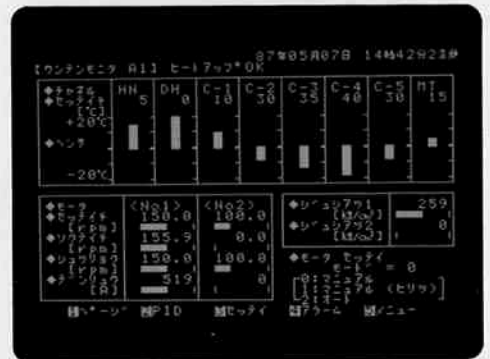 87年05月07日 14時42分23秒
【ウンテンモニタ A1】 ヒートアップ OK
◆チャネル HN DH C-1 C-2 C-3 C-4 C-5 MT
◆セッテイチ 5 0 10 30 35 40 30 15
[℃]
+20℃
◆ヘンサ
-20℃
◆モータ <No1> <No2>
◆セッテイチ 150.0 100.0
[rpm]
◆ソクテイチ 155.9 0.0
[rpm]
◆シュツリョク 150.0 100.0
[rpm]
◆デンリュウ 519 0
[A]
◆ジュシアツ1 259
[kg/cm²]
◆ジュシアツ2 0
[kg/cm²]
◆モータ セッテイ
モード = 0
0:マニュアル
1:マニュアル (ヒリツ)
2:オート
1ページ 2PID 3セッテイ 4アラーム 5メニュー